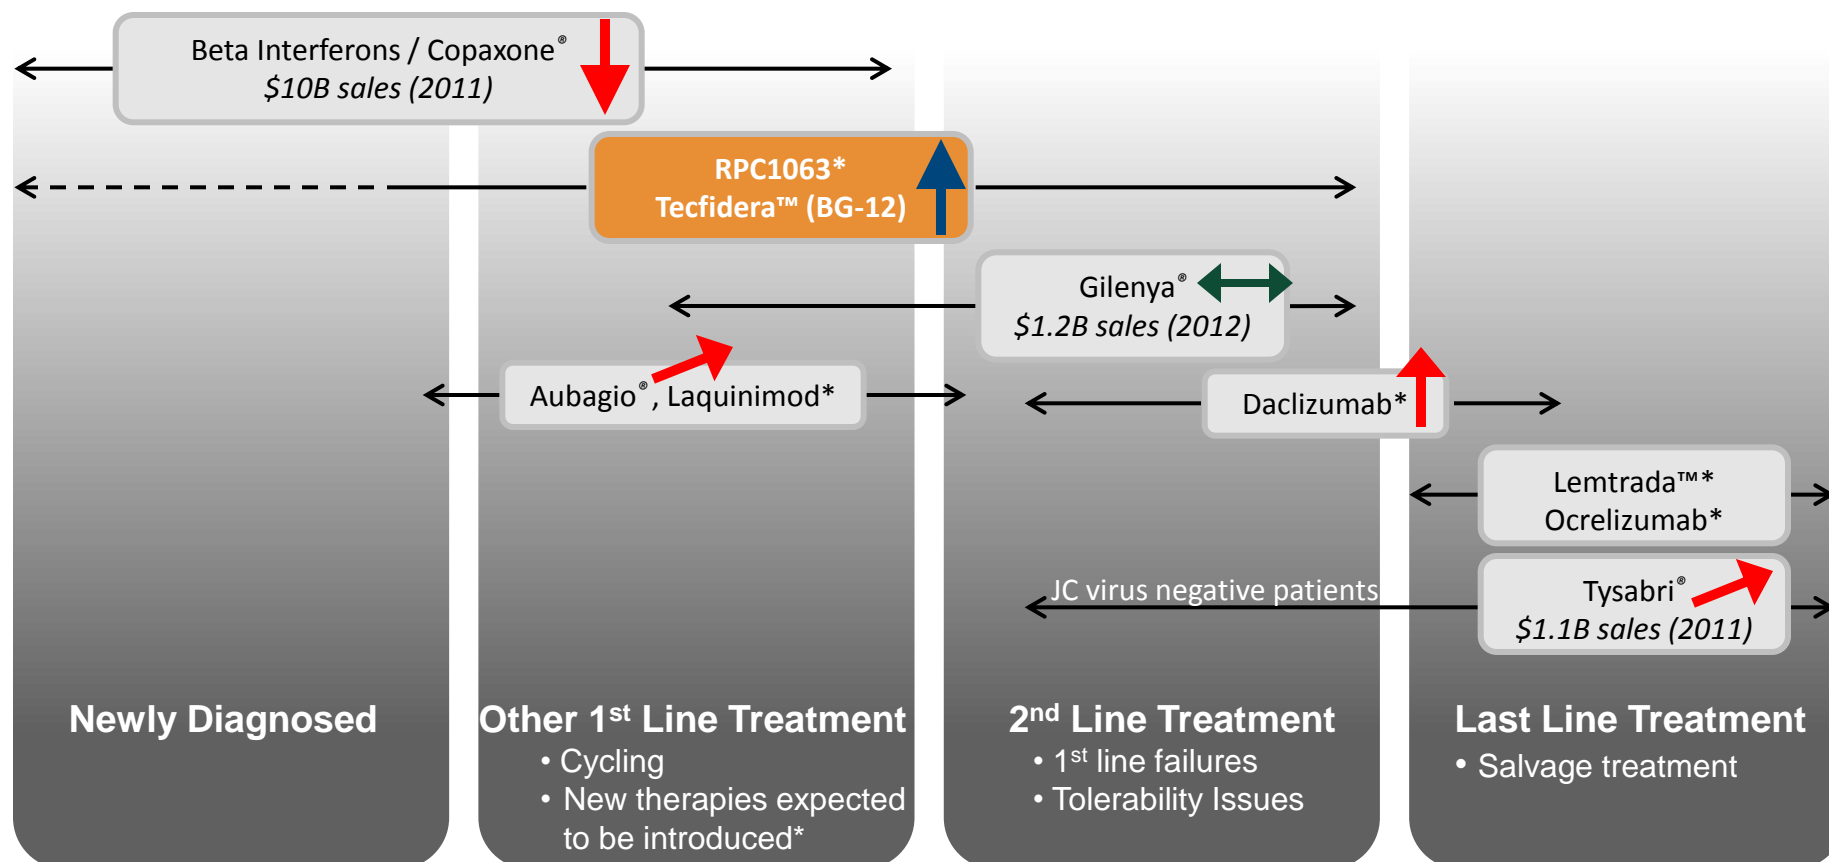 Beta Interferons / Copaxone®
$10B sales (2011)
RPC1063*
Tecfidera™ (BG-12)
Gilenya®
$1.2B sales (2012)
Aubagio®, Laquinimod*
Daclizumab*
Lemtrada™*
Ocrelizumab*
JC virus negative patients
Tysabri®
$1.1B sales (2011)
Newly Diagnosed
Other 1st Line Treatment
• Cycling
• New therapies expected
to be introduced*
2nd Line Treatment
• 1st line failures
• Tolerability Issues
Last Line Treatment
• Salvage treatment